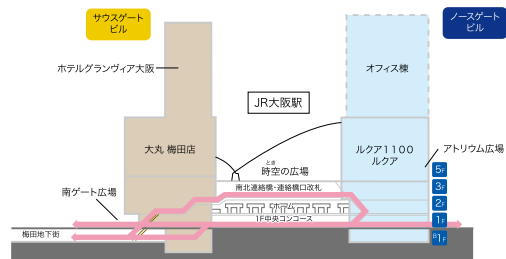 サウスゲート
ビル
ノースゲート
ビル
ホテルグランヴィア大阪
オフィス棟
JR大阪駅
大丸 梅田店
ルクア1100
ルクア
アトリウム広場
とき
時空の広場
5F
南北連絡橋・連絡橋口改札
3F
南ゲート広場
ホーム
2F
1F中央コンコース
1F
梅田地下街
B1F